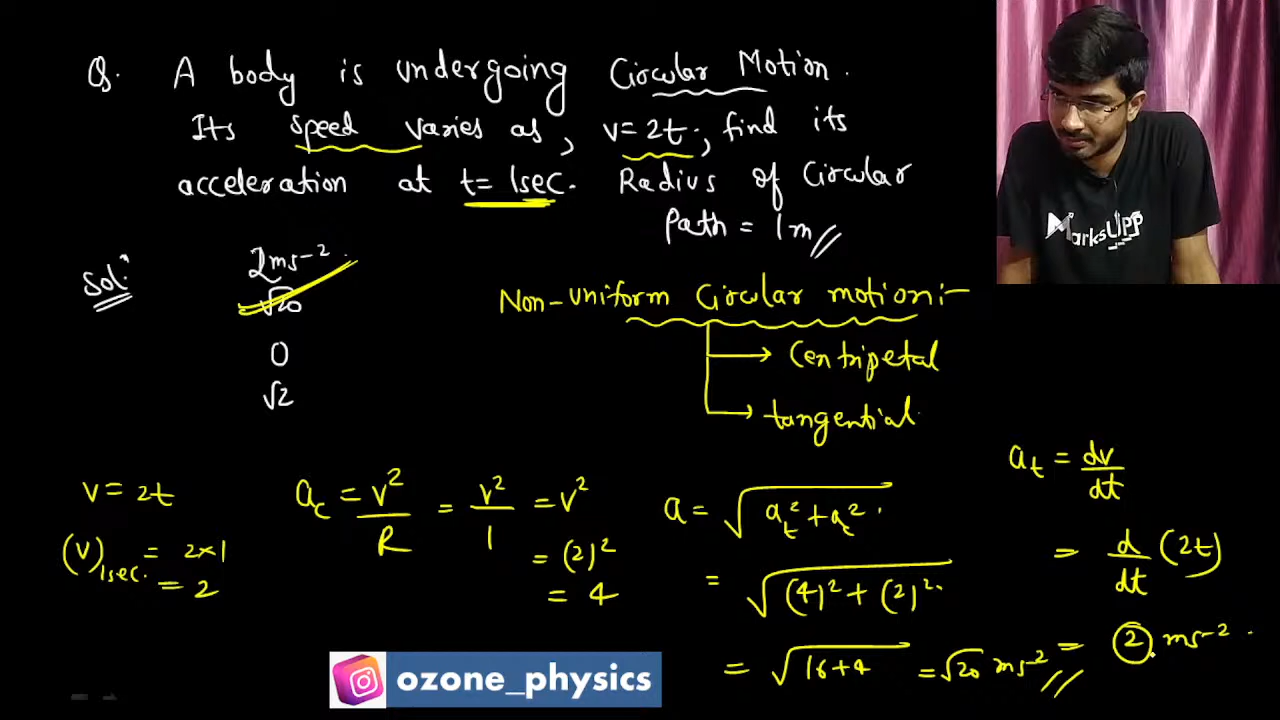 Q. A body is undergoing Circular Motion.
Its speed varies as, v=2t, find its
acceleration at t=1sec. Radius of Circular
Path = 1m
Sol:
2ms-2
√20
0
√2
Non-uniform Circular motion:-
Centripetal
tangential
v=2t
(v)1sec. = 2×1
= 2
ac = v²/R = v²/1 = v²
= (2)²
= 4
a = √at²+ac²
= √(4)²+(2)²
= √16+4 = √20 ms-2
at = dv/dt
= d/dt (2t)
= 2 ms-2
MarksUpp
ozone_physics